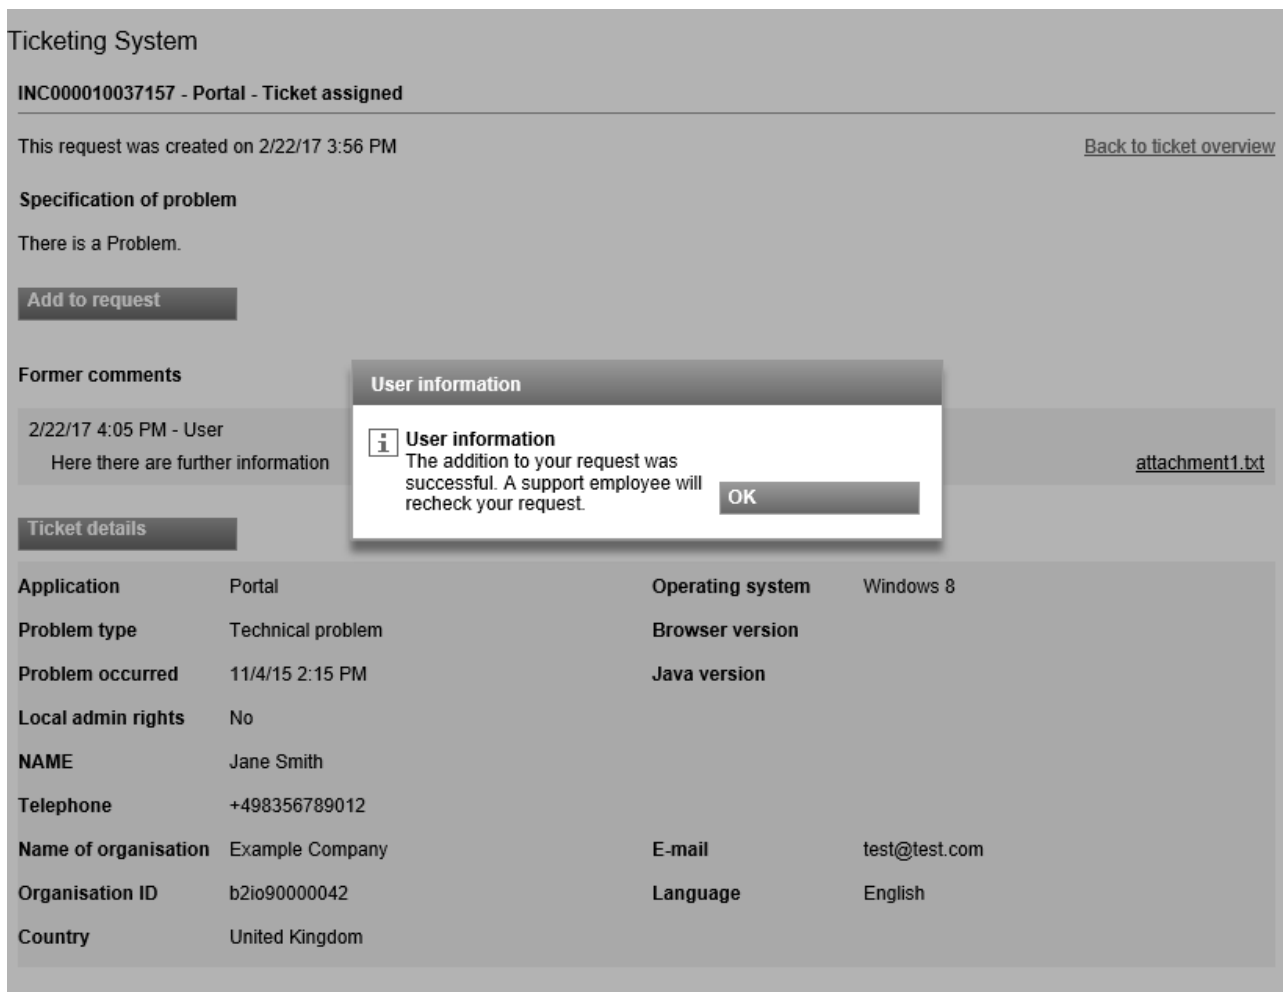 Ticketing System
INC000010037157 - Portal - Ticket assigned
This request was created on 2/22/17 3:56 PM
Back to ticket overview
Specification of problem
There is a Problem.
Add to request
Former comments
2/22/17 4:05 PM - User
Here there are further information
attachment1.txt
User information
i
User information
The addition to your request was
successful. A support employee will
recheck your request.
OK
Ticket details
Application Portal Operating system Windows 8
Problem type Technical problem Browser version
Problem occurred 11/4/15 2:15 PM Java version
Local admin rights No
NAME Jane Smith
Telephone +498356789012
Name of organisation Example Company E-mail test@test.com
Organisation ID b2io90000042 Language English
Country United Kingdom